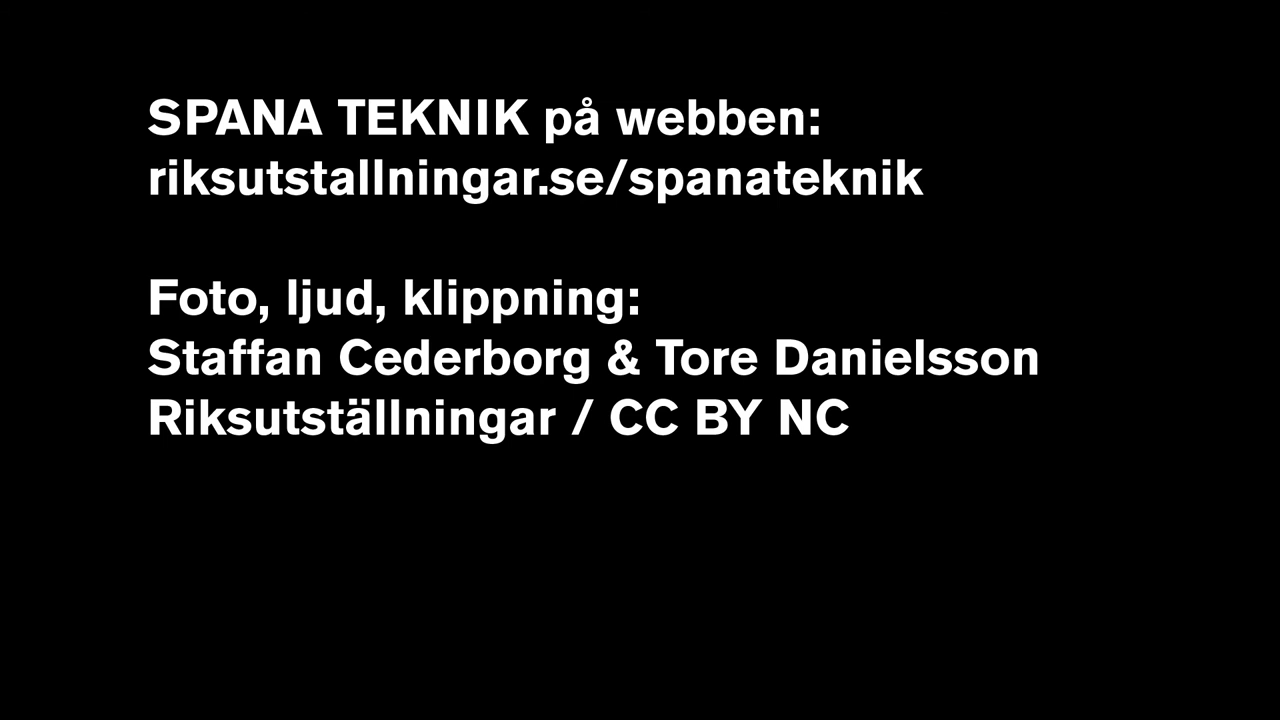 SPANA TEKNIK på webben:
riksutstallningar.se/spanateknik
Foto, ljud, klippning:
Staffan Cederborg & Tore Danielsson
Riksutställningar / CC BY NC